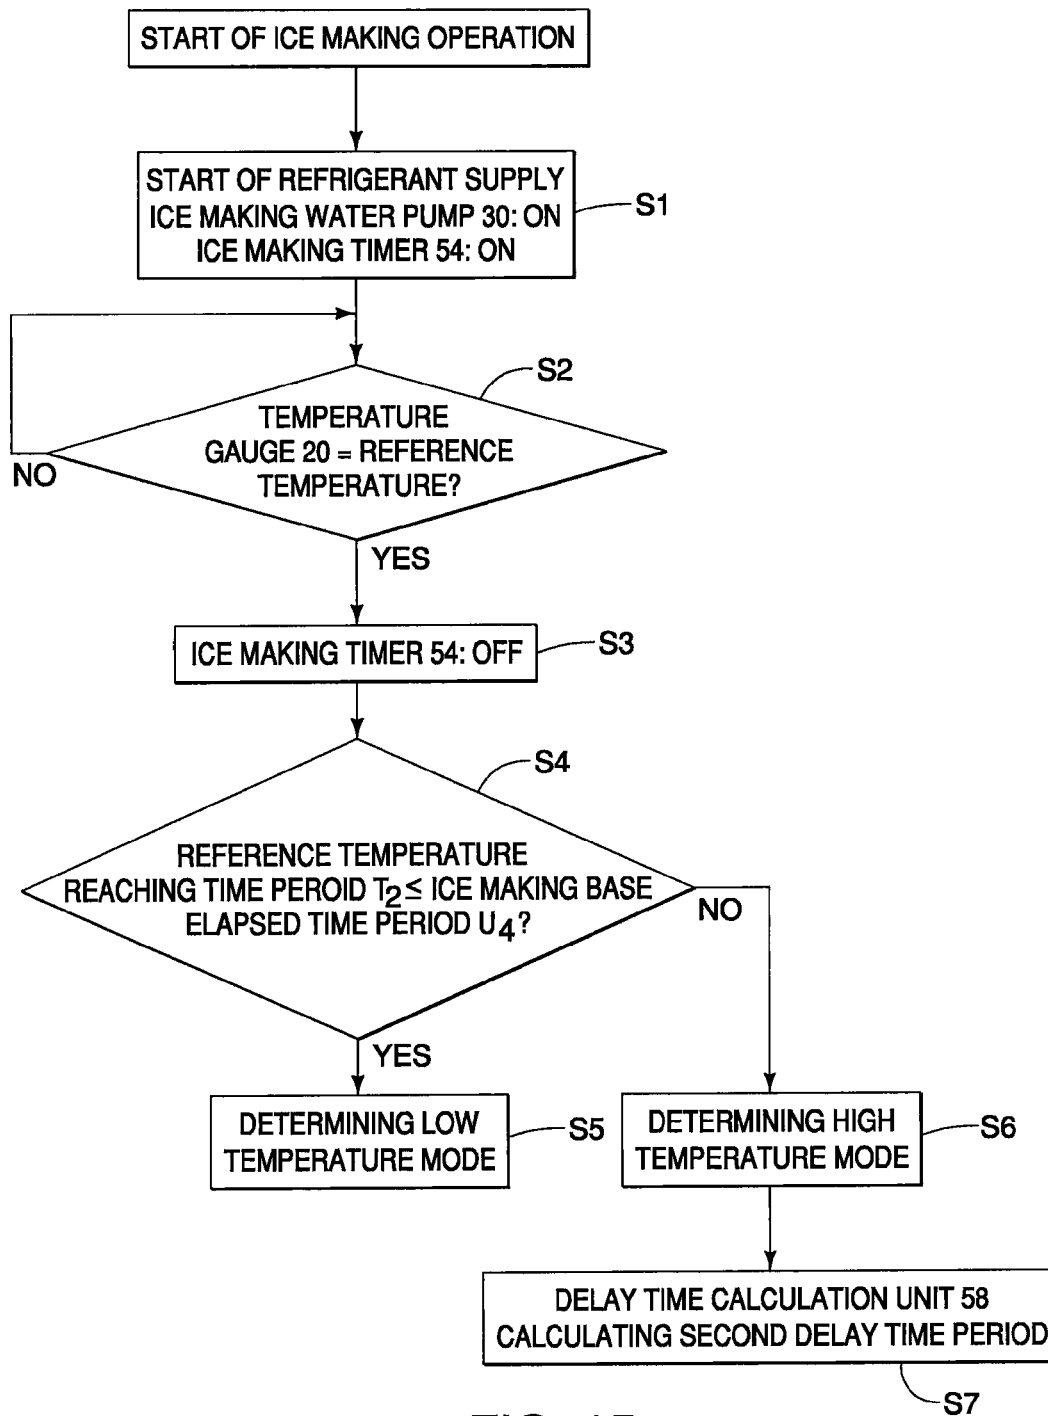 START OF ICE MAKING OPERATION
START OF REFRIGERANT SUPPLY
ICE MAKING WATER PUMP 30: ON
ICE MAKING TIMER 54: ON
S1
S2
TEMPERATURE
GAUGE 20 = REFERENCE
TEMPERATURE?
NO
YES
ICE MAKING TIMER 54: OFF
S3
S4
REFERENCE TEMPERATURE
REACHING TIME PEROID T2 ≤ ICE MAKING BASE
ELAPSED TIME PERIOD U4?
NO
YES
DETERMINING LOW
TEMPERATURE MODE
S5
DETERMINING HIGH
TEMPERATURE MODE
S6
DELAY TIME CALCULATION UNIT 58
CALCULATING SECOND DELAY TIME PERIOD
S7